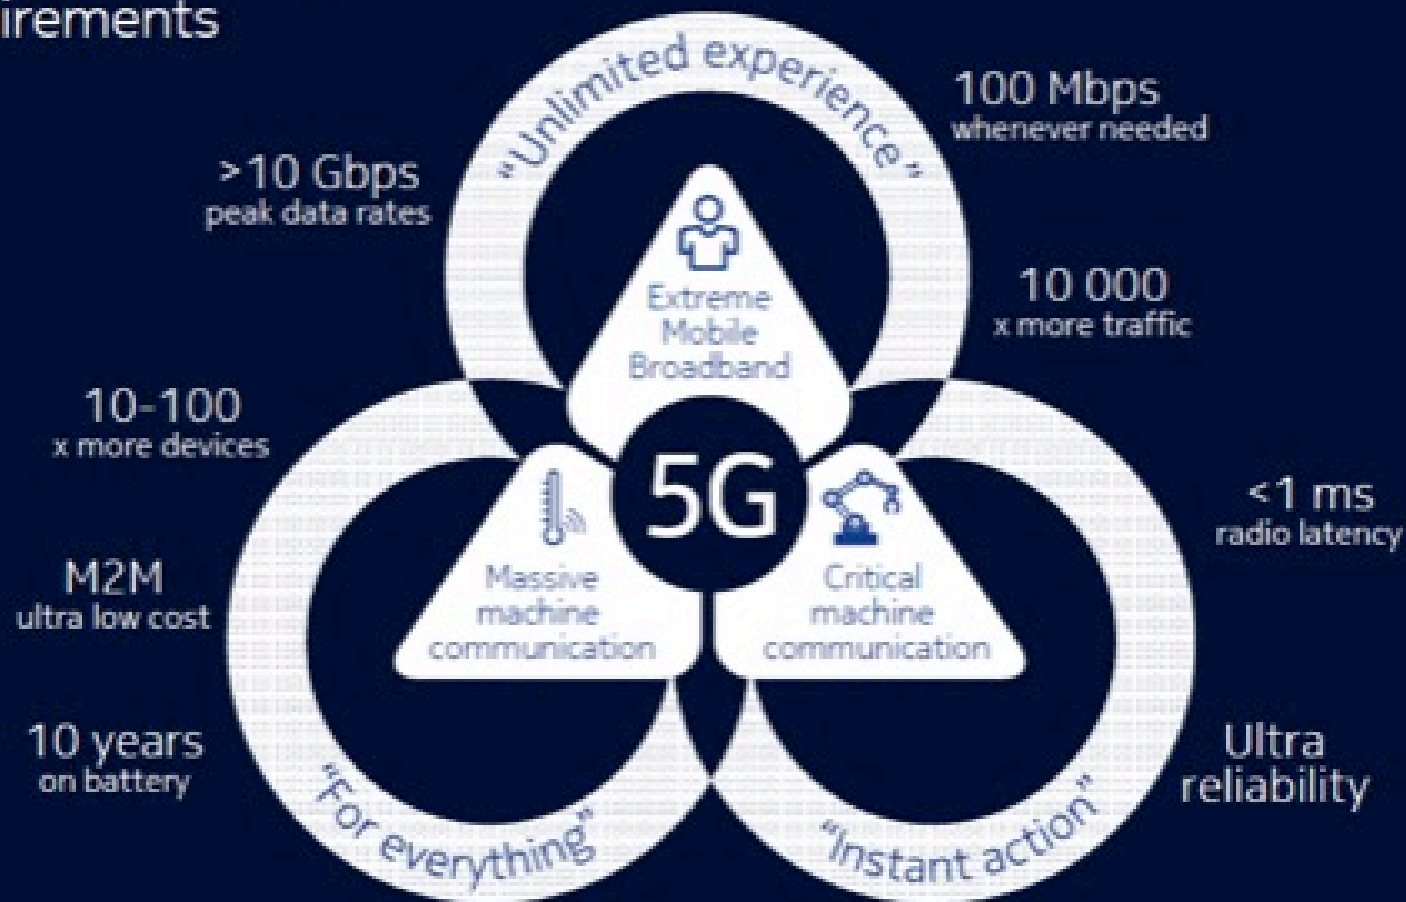 irements
"Unlimited experience"
100 Mbps
whenever needed
>10 Gbps
peak data rates
10 000
x more traffic
Extreme
Mobile
Broadband
10-100
x more devices
5G
<1 ms
radio latency
M2M
ultra low cost
Massive
machine
communication
Critical
machine
communication
10 years
on battery
Ultra
reliability
"For everything"
"Instant action"